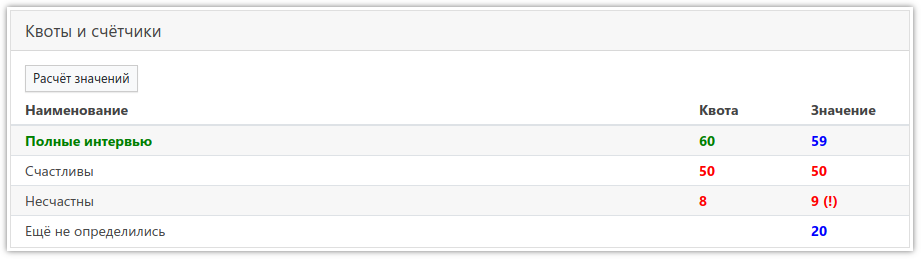 Квоты и счётчики
Расчёт значений
Наименование Квота Значение
Полные интервью 60 59
Счастливы 50 50
Несчастны 8 9 (!)
Ещё не определились 20